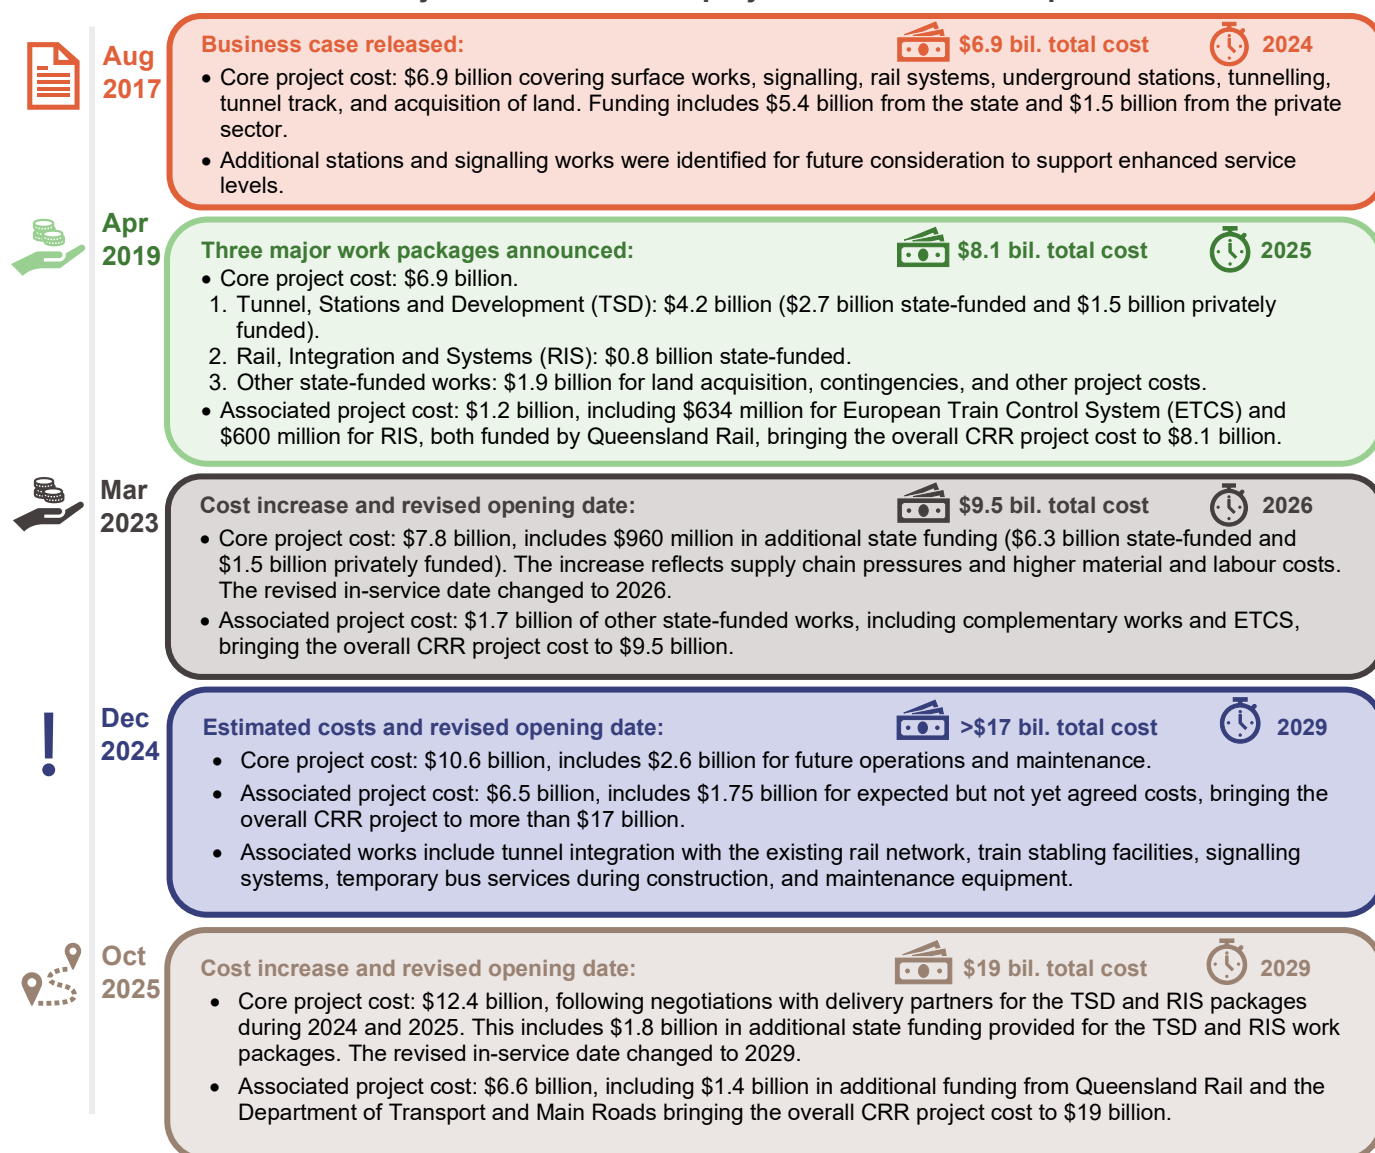 Aug
2017
Business case released:
$6.9 bil. total cost
2024
• Core project cost: $6.9 billion covering surface works, signalling, rail systems, underground stations, tunnelling,
tunnel track, and acquisition of land. Funding includes $5.4 billion from the state and $1.5 billion from the private
sector.
• Additional stations and signalling works were identified for future consideration to support enhanced service
levels.
Apr
2019
Three major work packages announced:
$8.1 bil. total cost
2025
• Core project cost: $6.9 billion.
1. Tunnel, Stations and Development (TSD): $4.2 billion ($2.7 billion state-funded and $1.5 billion privately
funded).
2. Rail, Integration and Systems (RIS): $0.8 billion state-funded.
3. Other state-funded works: $1.9 billion for land acquisition, contingencies, and other project costs.
• Associated project cost: $1.2 billion, including $634 million for European Train Control System (ETCS) and
$600 million for RIS, both funded by Queensland Rail, bringing the overall CRR project cost to $8.1 billion.
Mar
2023
Cost increase and revised opening date:
$9.5 bil. total cost
2026
• Core project cost: $7.8 billion, includes $960 million in additional state funding ($6.3 billion state-funded and
$1.5 billion privately funded). The increase reflects supply chain pressures and higher material and labour costs.
The revised in-service date changed to 2026.
• Associated project cost: $1.7 billion of other state-funded works, including complementary works and ETCS,
bringing the overall CRR project cost to $9.5 billion.
Dec
2024
Estimated costs and revised opening date:
>$17 bil. total cost
2029
• Core project cost: $10.6 billion, includes $2.6 billion for future operations and maintenance.
• Associated project cost: $6.5 billion, includes $1.75 billion for expected but not yet agreed costs, bringing the
overall CRR project to more than $17 billion.
• Associated works include tunnel integration with the existing rail network, train stabling facilities, signalling
systems, temporary bus services during construction, and maintenance equipment.
Oct
2025
Cost increase and revised opening date:
$19 bil. total cost
2029
• Core project cost: $12.4 billion, following negotiations with delivery partners for the TSD and RIS packages
during 2024 and 2025. This includes $1.8 billion in additional state funding provided for the TSD and RIS work
packages. The revised in-service date changed to 2029.
• Associated project cost: $6.6 billion, including $1.4 billion in additional funding from Queensland Rail and the
Department of Transport and Main Roads bringing the overall CRR project cost to $19 billion.